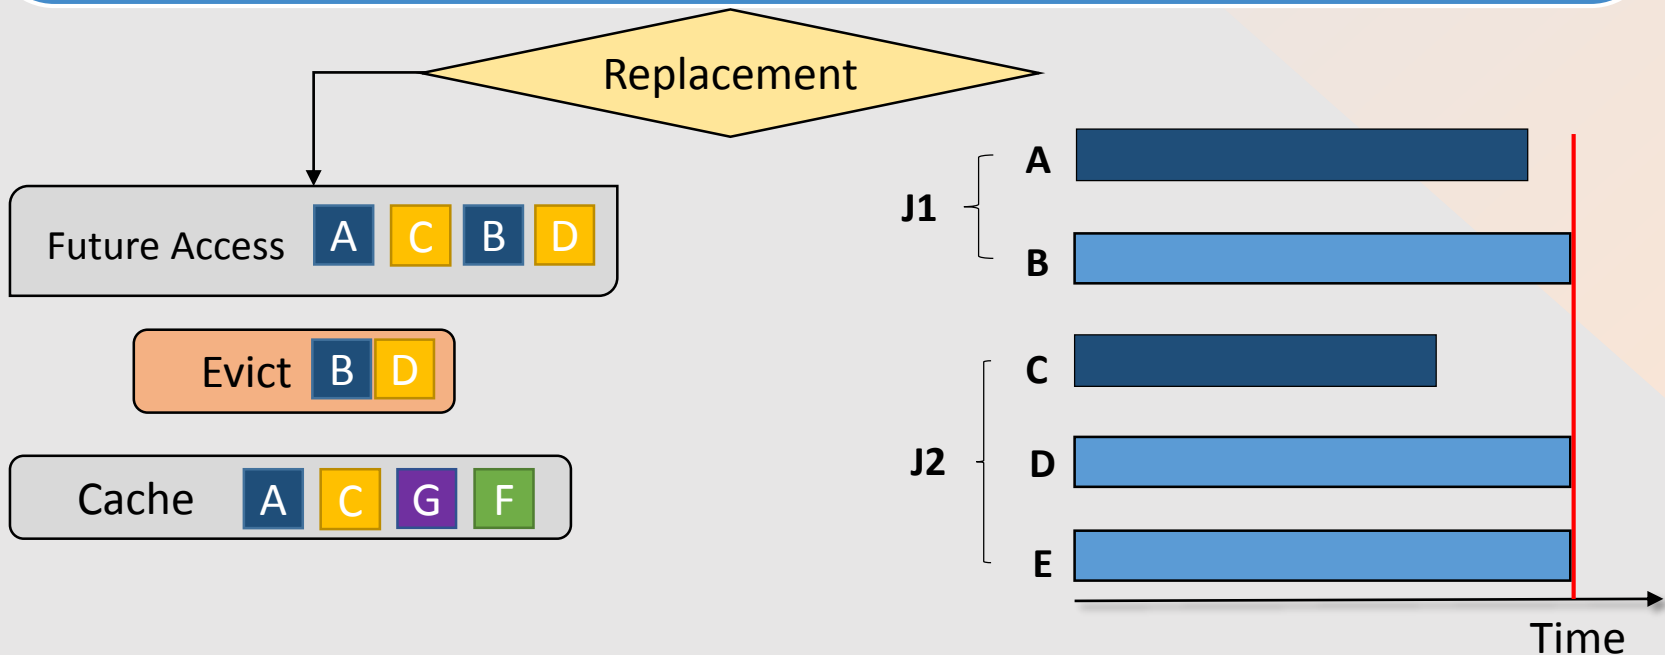 Replacement
Future Access A C B D
Evict B D
Cache A C G F
J1
A
B
J2
C
D
E
Time